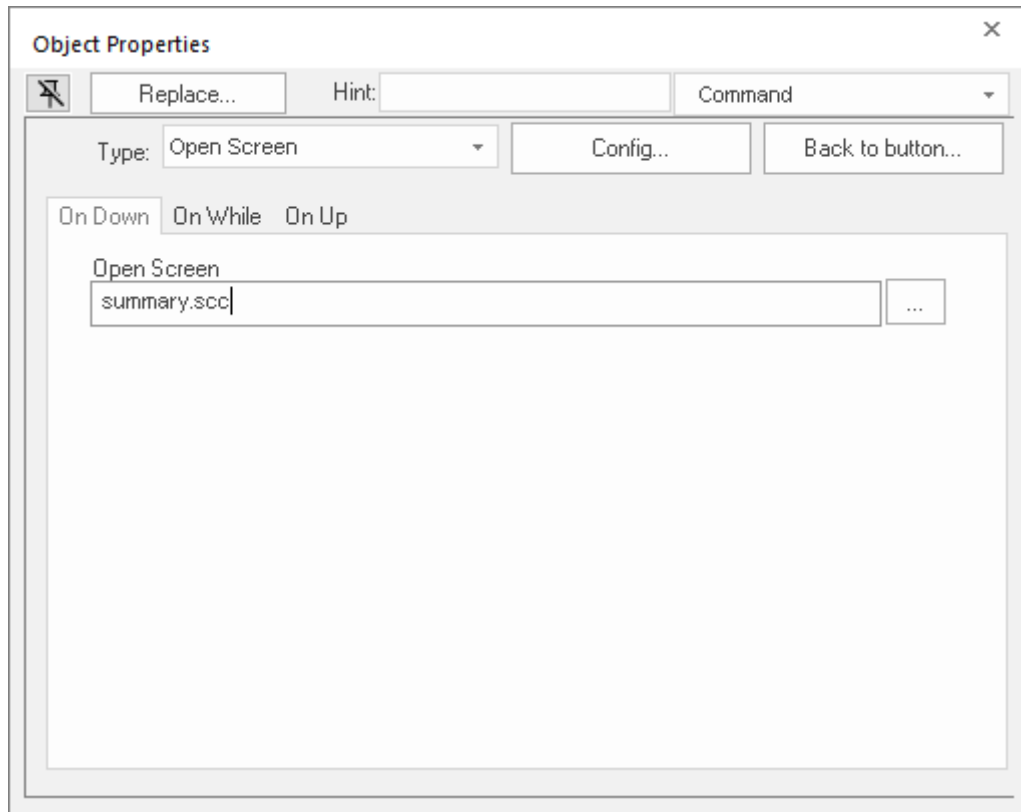 Object Properties
Replace... Hint: Command
Type: Open Screen Config... Back to button...
On Down On While On Up
Open Screen
summary.scc
...